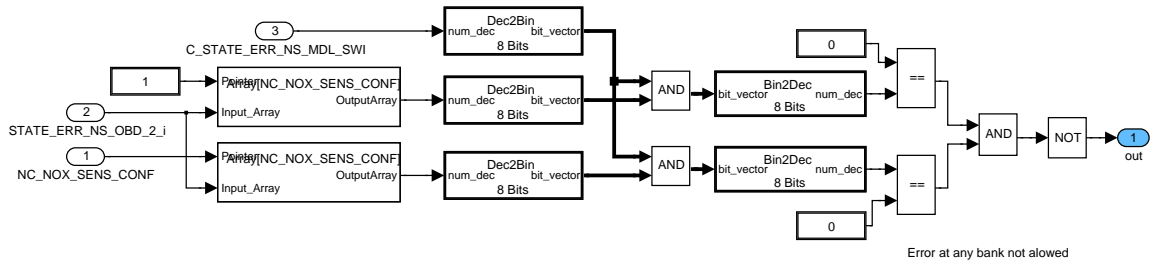 3
C_STATE_ERR_NS_MDL_SWI
Dec2Bin
num_dec bit_vector
8 Bits
0
1
Pointer
Array[NC_NOX_SENS_CONF]
OutputArray
Input_Array
Dec2Bin
num_dec bit_vector
8 Bits
AND
Bin2Dec
bit_vector num_dec
8 Bits
==
2
STATE_ERR_NS_OBD_2_i
1
NC_NOX_SENS_CONF
Pointer
Array[NC_NOX_SENS_CONF]
OutputArray
Input_Array
Dec2Bin
num_dec bit_vector
8 Bits
AND
Bin2Dec
bit_vector num_dec
8 Bits
==
0
AND
NOT
1
out
Error at any bank not alowed